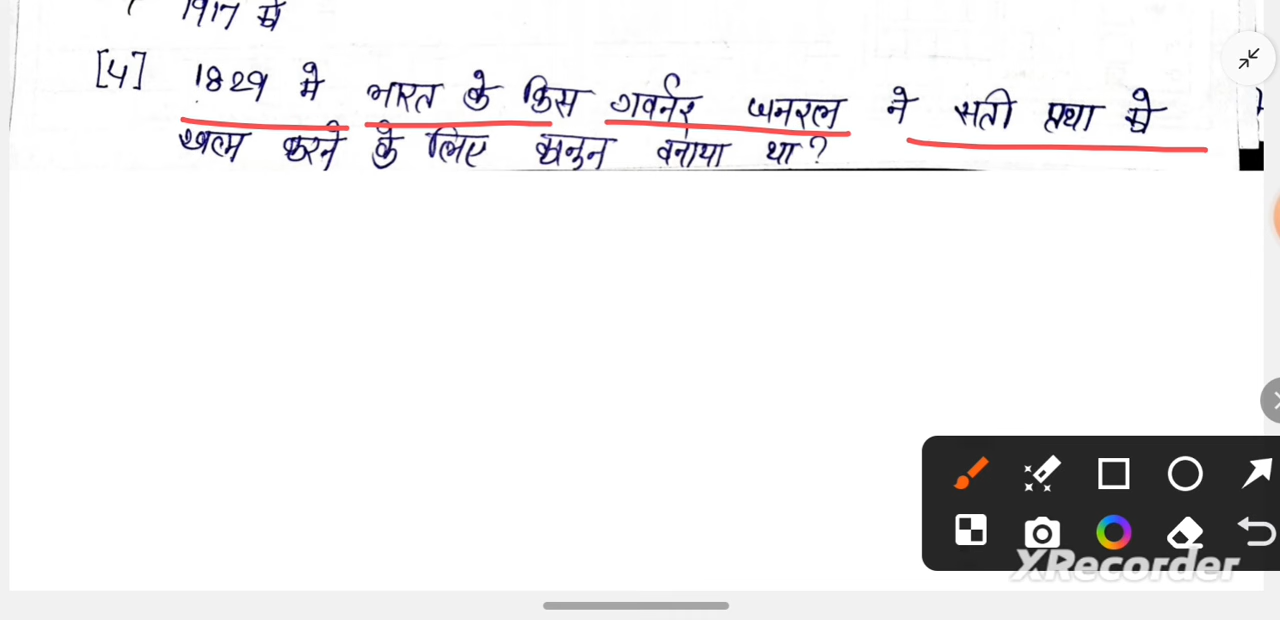 1917 में
[4] 1829 मे भारत के किस गवर्नर जनरल ने सती प्रथा को
खत्म करने के लिए कानुन बनाया था?
XRecorder